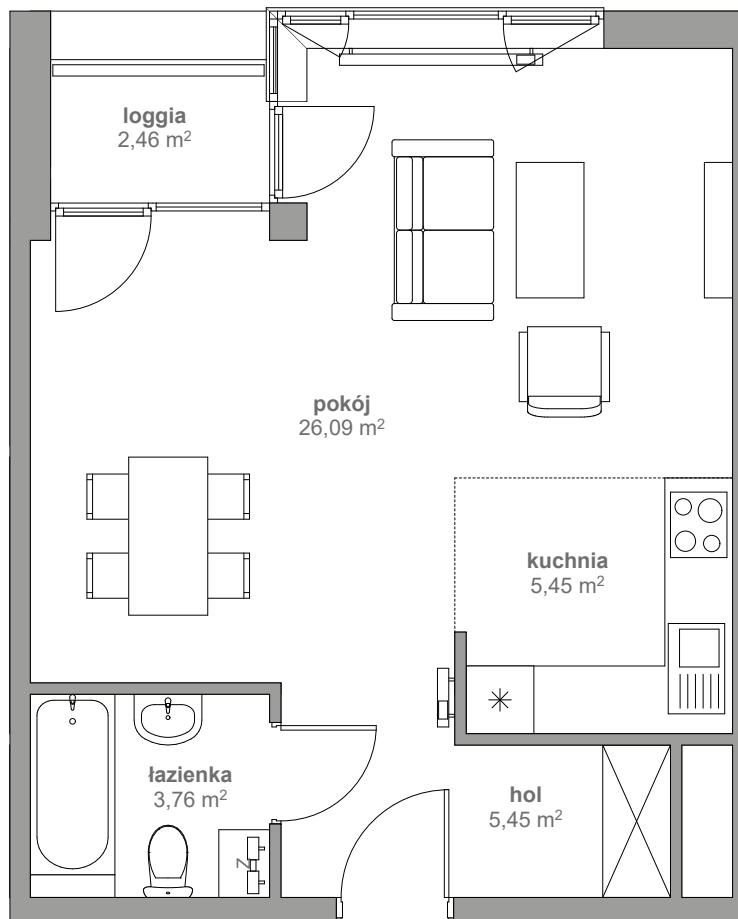 loggia
2,46 m²
pokój
26,09 m²
kuchnia
5,45 m²
łazienka
3,76 m²
hol
5,45 m²
Z